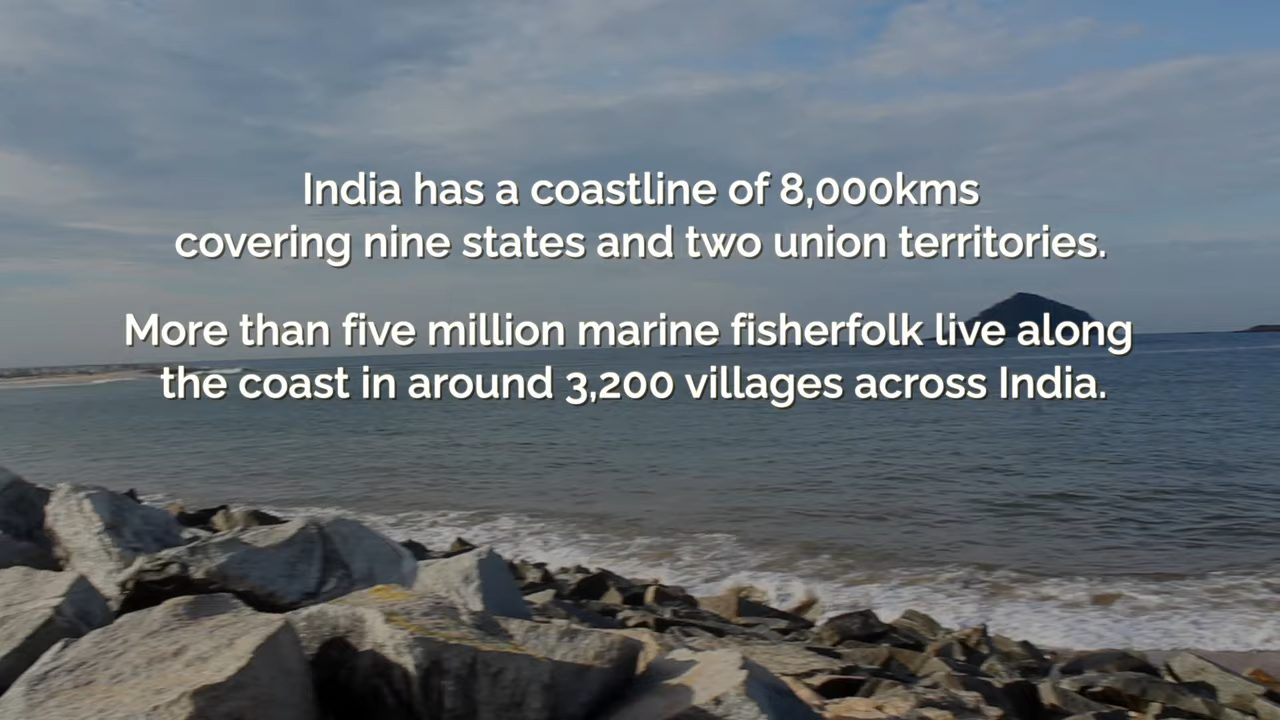 India has a coastline of 8,000kms
covering nine states and two union territories.
More than five million marine fisherfolk live along
the coast in around 3,200 villages across India.